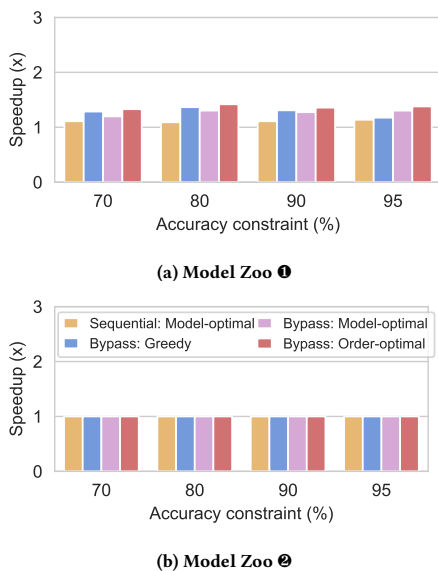 3
2
1
0
Speedup (x)
70 80 90 95
Accuracy constraint (%)
(a) Model Zoo ❶
3
2
1
0
Speedup (x)
Sequential: Model-optimal Bypass: Model-optimal
Bypass: Greedy Bypass: Order-optimal
70 80 90 95
Accuracy constraint (%)
(b) Model Zoo ❷